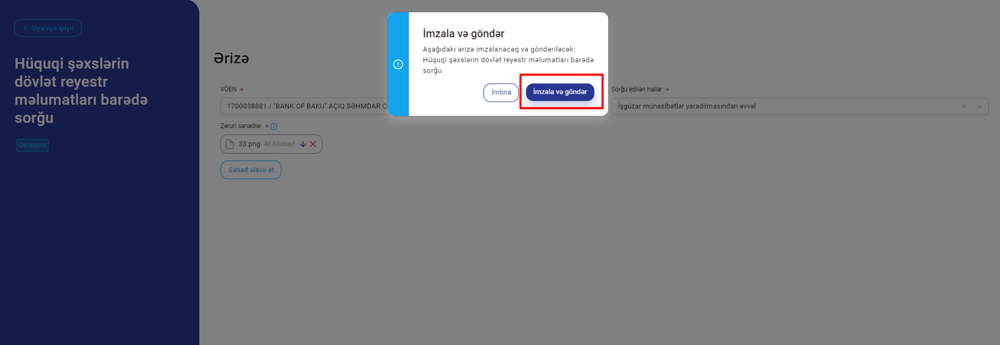 Siyahıya qayıt
Hüquqi şəxslərin
dövlət reyestr
məlumatları barədə
sorğu
Qaralama
Ərizə
VÖEN *
1700038881 / "BANK OF BAKU" AÇIQ SƏHMDAR C
Zəruri sənədlər *
33.png 48 Kilobayt
Sənəd əlavə et
İmzala və göndər
Aşağıdakı ərizə imzalanacaq və göndəriləcək:
Hüquqi şəxslərin dövlət reyestr məlumatları barədə
sorğu
İmtina
İmzala və göndər
Sorğu edilən hallar *
İşgüzar münasibətlər yaradılmasından əvvəl